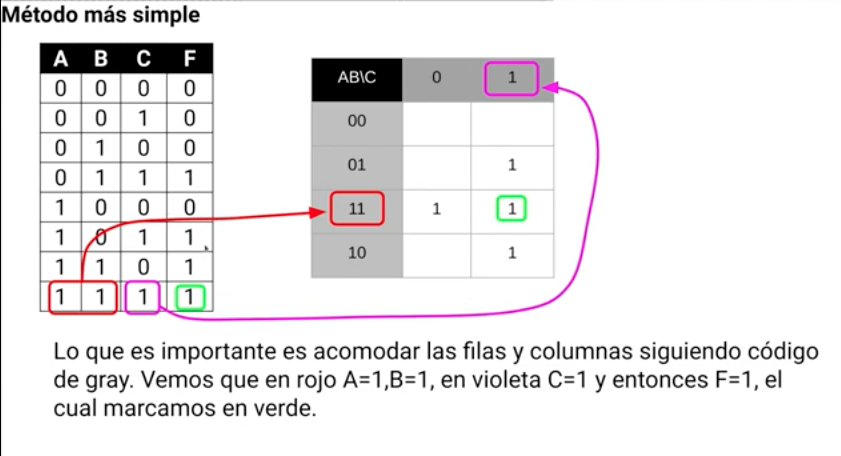 Método más simple
A B C F
0 0 0 0
0 0 1 0
0 1 0 0
0 1 1 1
1 0 0 0
1 0 1 1
1 1 0 1
1 1 1 1
AB\C 0 1
00
01 1
11 1 1
10 1
Lo que es importante es acomodar las filas y columnas siguiendo código
de gray. Vemos que en rojo A=1,B=1, en violeta C=1 y entonces F=1, el
cual marcamos en verde.